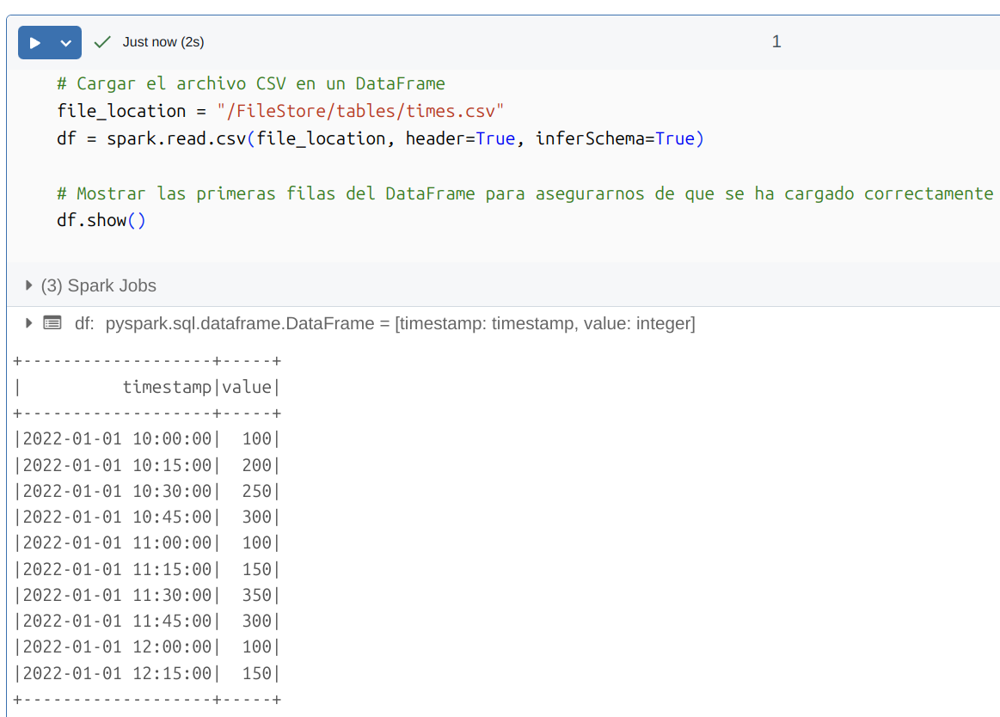 Just now (2s)
1
# Cargar el archivo CSV en un DataFrame
file_location = "/FileStore/tables/times.csv"
df = spark.read.csv(file_location, header=True, inferSchema=True)
# Mostrar las primeras filas del DataFrame para asegurarnos de que se ha cargado correctamente
df.show()
(3) Spark Jobs
df: pyspark.sql.dataframe.DataFrame = [timestamp: timestamp, value: integer]
+-------------------+-----+
|          timestamp|value|
+-------------------+-----+
|2022-01-01 10:00:00|  100|
|2022-01-01 10:15:00|  200|
|2022-01-01 10:30:00|  250|
|2022-01-01 10:45:00|  300|
|2022-01-01 11:00:00|  100|
|2022-01-01 11:15:00|  150|
|2022-01-01 11:30:00|  350|
|2022-01-01 11:45:00|  300|
|2022-01-01 12:00:00|  100|
|2022-01-01 12:15:00|  150|
+-------------------+-----+